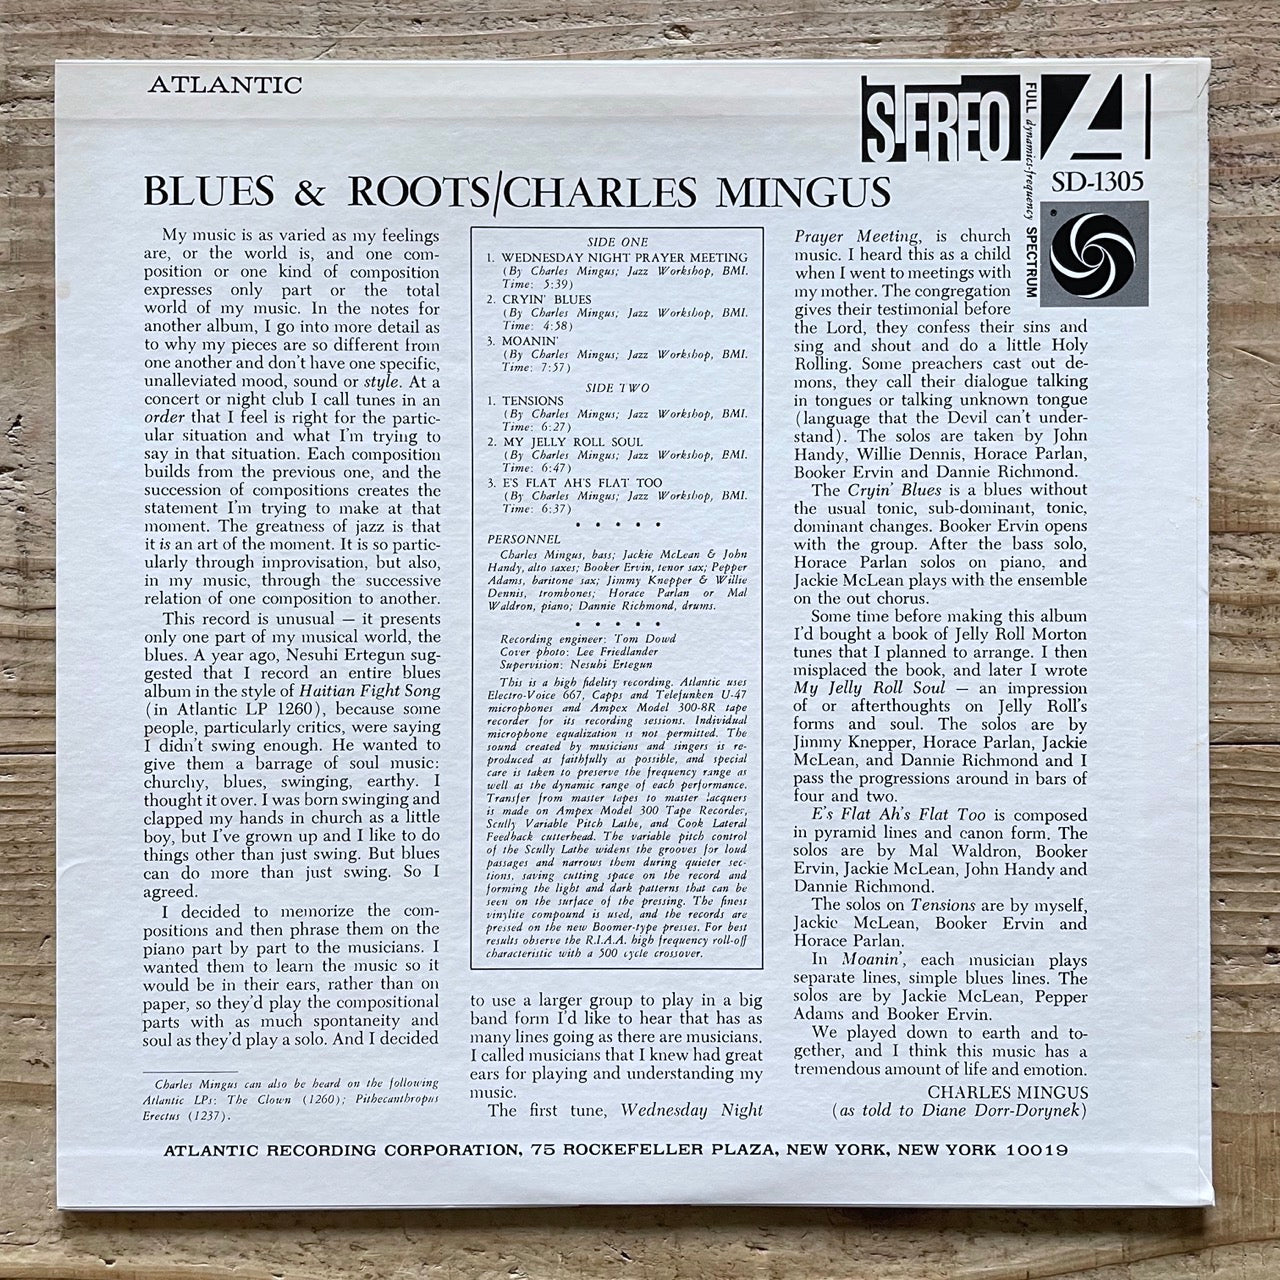 ATLANTIC
STEREO
FULL dynamics-frequency SPECTRUM
SD-1305
BLUES & ROOTS/CHARLES MINGUS
My music is as varied as my feelings
are, or the world is, and one com-
position or one kind of composition
expresses only part or the total
world of my music. In the notes for
another album, I go into more detail as
to why my pieces are so different from
one another and don't have one specific,
unalleviated mood, sound or style. At a
concert or night club I call tunes in an
order that I feel is right for the partic-
ular situation and what I'm trying to
say in that situation. Each composition
builds from the previous one, and the
succession of compositions creates the
statement I'm trying to make at that
moment. The greatness of jazz is that
it is an art of the moment. It is so partic-
ularly through improvisation, but also,
in my music, through the successive
relation of one composition to another.
This record is unusual — it presents
only one part of my musical world, the
blues. A year ago, Nesuhi Ertegun sug-
gested that I record an entire blues
album in the style of Haitian Fight Song
(in Atlantic LP 1260), because some
people, particularly critics, were saying
I didn't swing enough. He wanted to
give them a barrage of soul music:
churchy, blues, swinging, earthy. I
thought it over. I was born swinging and
clapped my hands in church as a little
boy, but I've grown up and I like to do
things other than just swing. But blues
can do more than just swing. So I
agreed.
I decided to memorize the com-
positions and then phrase them on the
piano part by part to the musicians. I
wanted them to learn the music so it
would be in their ears, rather than on
paper, so they'd play the compositional
parts with as much spontaneity and
soul as they'd play a solo. And I decided
Charles Mingus can also be heard on the following
Atlantic LPs: The Clown (1260); Pithecanthropus
Erectus (1237).
SIDE ONE
1. WEDNESDAY NIGHT PRAYER MEETING
(By Charles Mingus; Jazz Workshop, BMI.
Time: 5:39)
2. CRYIN' BLUES
(By Charles Mingus; Jazz Workshop, BMI.
Time: 4:58)
3. MOANIN'
(By Charles Mingus; Jazz Workshop, BMI.
Time: 7:57)
SIDE TWO
1. TENSIONS
(By Charles Mingus; Jazz Workshop, BMI.
Time: 6:27)
2. MY JELLY ROLL SOUL
(By Charles Mingus; Jazz Workshop, BMI.
Time: 6:47)
3. E'S FLAT AH'S FLAT TOO
(By Charles Mingus; Jazz Workshop, BMI.
Time: 6:37)
• • • • •
PERSONNEL
Charles Mingus, bass; Jackie McLean & John
Handy, alto saxes; Booker Ervin, tenor sax; Pepper
Adams, baritone sax; Jimmy Knepper & Willie
Dennis, trombones; Horace Parlan or Mal
Waldron, piano; Dannie Richmond, drums.
• • • • •
Recording engineer: Tom Dowd
Cover photo: Lee Friedlander
Supervision: Nesuhi Ertegun
This is a high fidelity recording. Atlantic uses
Electro-Voice 667, Capps and Telefunken U-47
microphones and Ampex Model 300-8R tape
recorder for its recording sessions. Individual
microphone equalization is not permitted. The
sound created by musicians and singers is re-
produced as faithfully as possible, and special
care is taken to preserve the frequency range as
well as the dynamic range of each performance.
Transfer from master tapes to master lacquers
is made on Ampex Model 300 Tape Recorder,
Scully Variable Pitch Lathe, and Cook Lateral
Feedback cutterhead. The variable pitch control
of the Scully Lathe widens the grooves for loud
passages and narrows them during quieter sec-
tions, saving cutting space on the record and
forming the light and dark patterns that can be
seen on the surface of the pressing. The finest
vinylite compound is used, and the records are
pressed on the new Boomer-type presses. For best
results observe the R.I.A.A. high frequency roll-off
characteristic with a 500 cycle crossover.
to use a larger group to play in a big
band form I'd like to hear that has as
many lines going as there are musicians.
I called musicians that I knew had great
ears for playing and understanding my
music.
The first tune, Wednesday Night
Prayer Meeting, is church
music. I heard this as a child
when I went to meetings with
my mother. The congregation
gives their testimonial before
the Lord, they confess their sins and
sing and shout and do a little Holy
Rolling. Some preachers cast out de-
mons, they call their dialogue talking
in tongues or talking unknown tongue
(language that the Devil can't under-
stand). The solos are taken by John
Handy, Willie Dennis, Horace Parlan,
Booker Ervin and Dannie Richmond.
The Cryin' Blues is a blues without
the usual tonic, sub-dominant, tonic,
dominant changes. Booker Ervin opens
with the group. After the bass solo,
Horace Parlan solos on piano, and
Jackie McLean plays with the ensemble
on the out chorus.
Some time before making this album
I'd bought a book of Jelly Roll Morton
tunes that I planned to arrange. I then
misplaced the book, and later I wrote
My Jelly Roll Soul — an impression
of or afterthoughts on Jelly Roll's
forms and soul. The solos are by
Jimmy Knepper, Horace Parlan, Jackie
McLean, and Dannie Richmond and I
pass the progressions around in bars of
four and two.
E's Flat Ah's Flat Too is composed
in pyramid lines and canon form. The
solos are by Mal Waldron, Booker
Ervin, Jackie McLean, John Handy and
Dannie Richmond.
The solos on Tensions are by myself,
Jackie McLean, Booker Ervin and
Horace Parlan.
In Moanin', each musician plays
separate lines, simple blues lines. The
solos are by Jackie McLean, Pepper
Adams and Booker Ervin.
We played down to earth and to-
gether, and I think this music has a
tremendous amount of life and emotion.
CHARLES MINGUS
(as told to Diane Dorr-Dorynek)
ATLANTIC RECORDING CORPORATION, 75 ROCKEFELLER PLAZA, NEW YORK, NEW YORK 10019